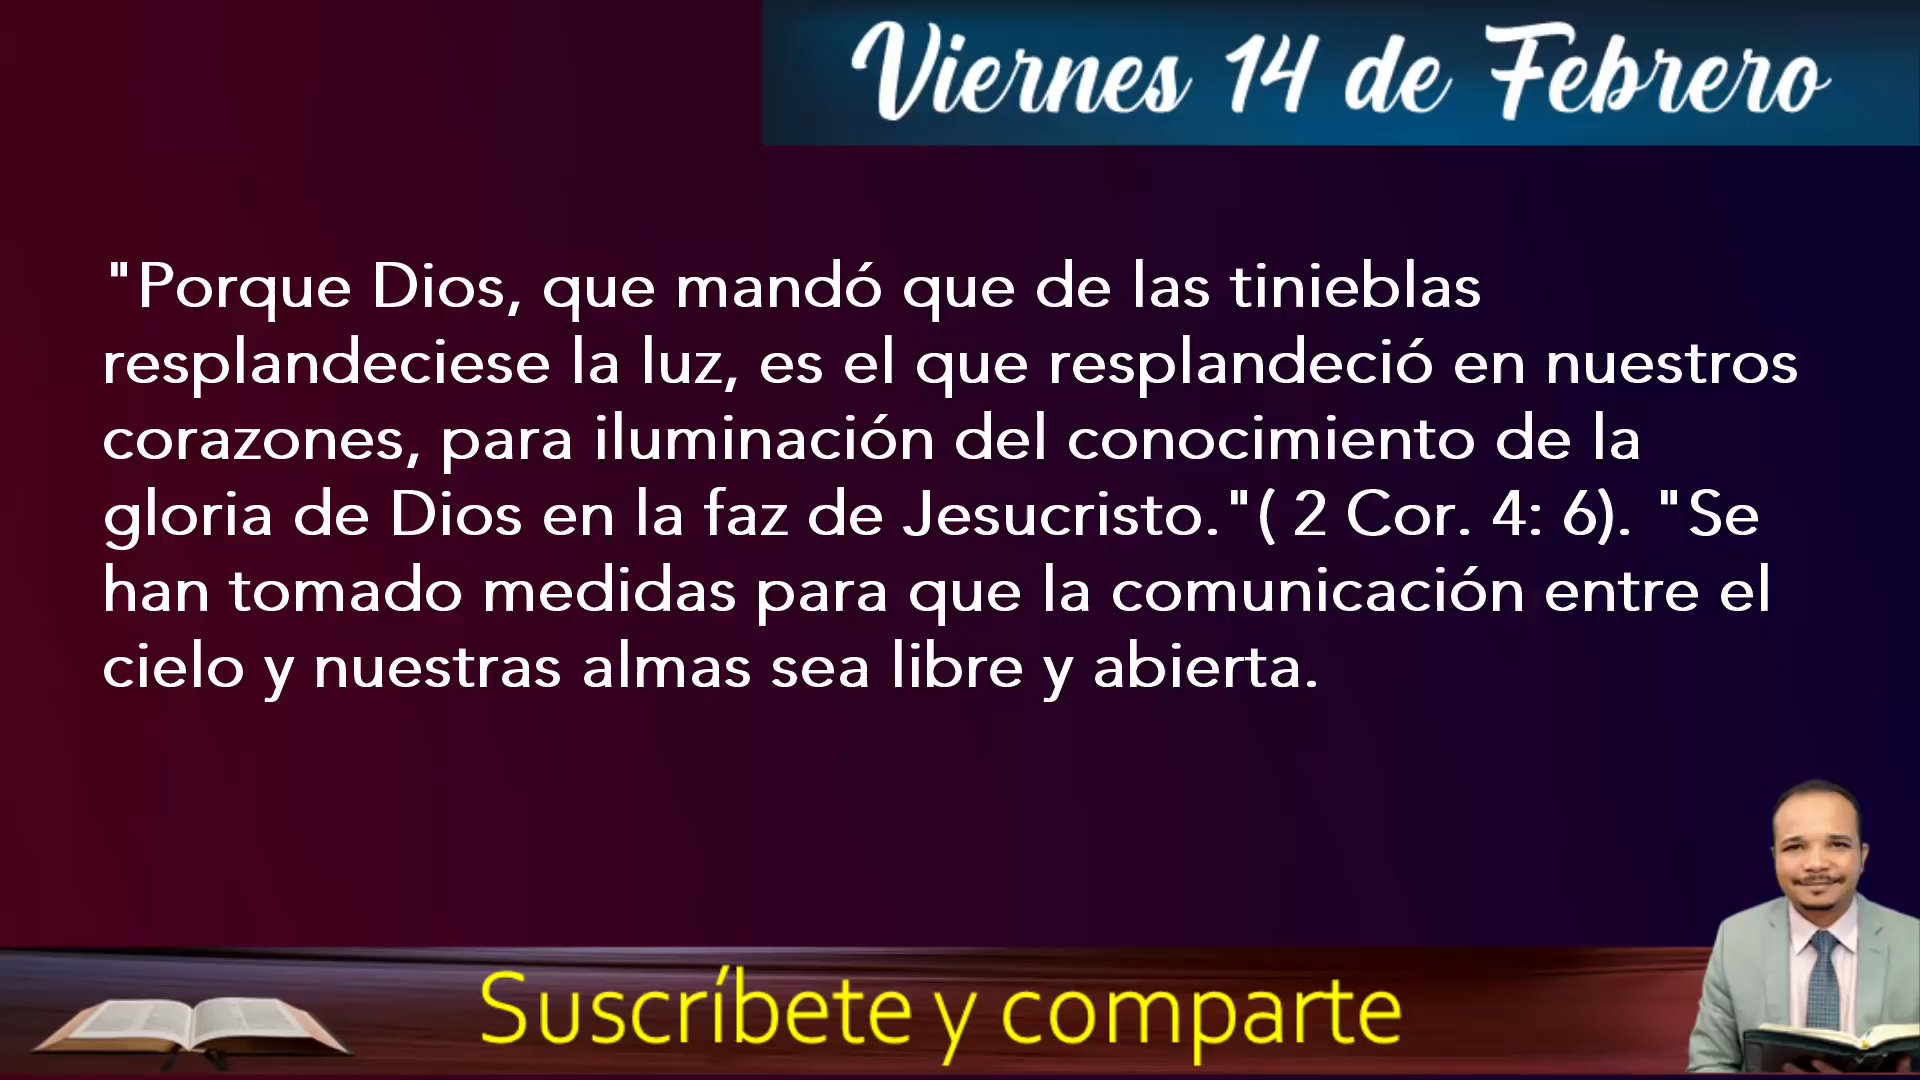 Viernes 14 de Febrero
"Porque Dios, que mandó que de las tinieblas
resplandeciese la luz, es el que resplandeció en nuestros
corazones, para iluminación del conocimiento de la
gloria de Dios en la faz de Jesucristo."( 2 Cor. 4: 6). "Se
han tomado medidas para que la comunicación entre el
cielo y nuestras almas sea libre y abierta.
Suscríbete y comparte